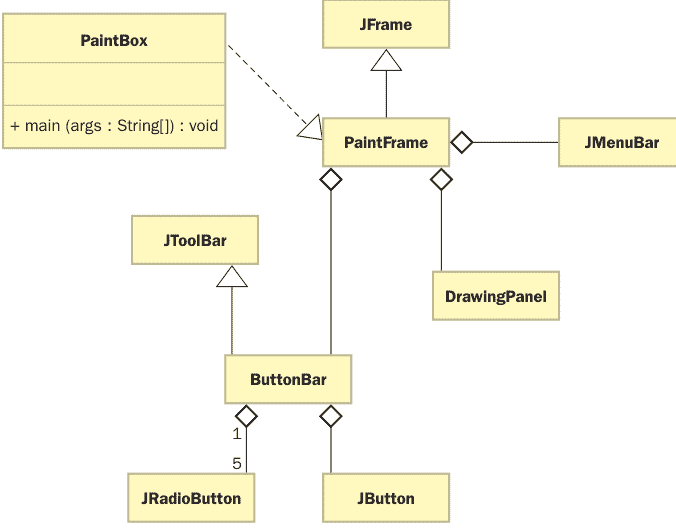 PaintBox
+ main (args : String[]) : void
JFrame
PaintFrame
JMenuBar
JToolBar
DrawingPanel
ButtonBar
1
5
JRadioButton
JButton